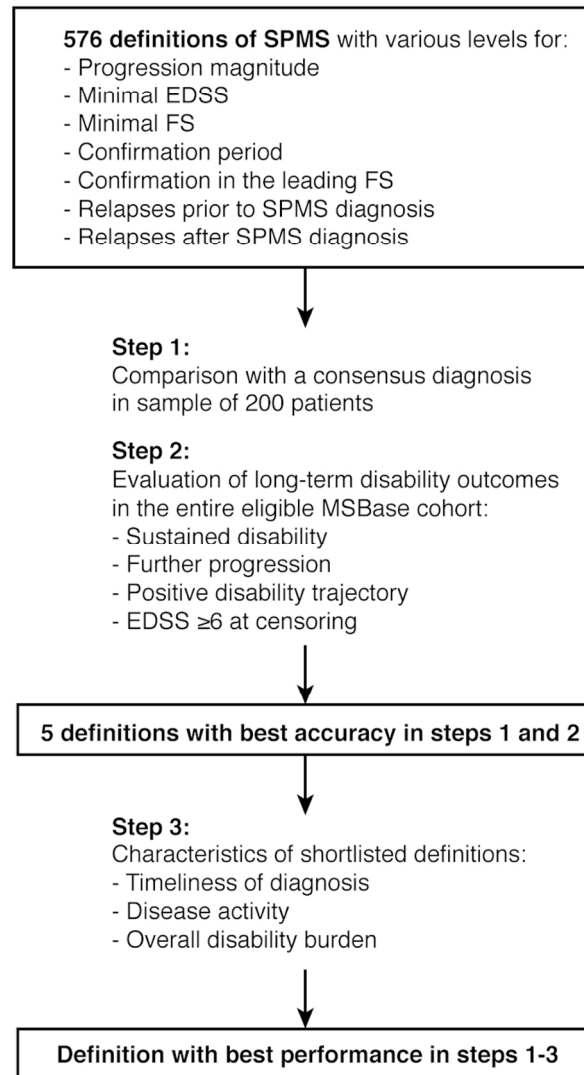 576 definitions of SPMS with various levels for:
- Progression magnitude
- Minimal EDSS
- Minimal FS
- Confirmation period
- Confirmation in the leading FS
- Relapses prior to SPMS diagnosis
- Relapses after SPMS diagnosis
Step 1:
Comparison with a consensus diagnosis
in sample of 200 patients
Step 2:
Evaluation of long-term disability outcomes
in the entire eligible MSBase cohort:
- Sustained disability
- Further progression
- Positive disability trajectory
- EDSS ≥6 at censoring
5 definitions with best accuracy in steps 1 and 2
Step 3:
Characteristics of shortlisted definitions:
- Timeliness of diagnosis
- Disease activity
- Overall disability burden
Definition with best performance in steps 1-3